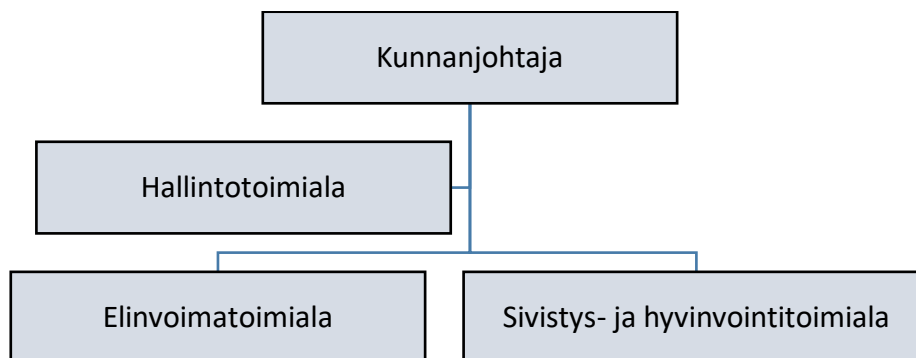 Kunnanjohtaja
Hallintotoimiala
Elinvoimatoimiala
Sivistys- ja hyvinvointitoimiala